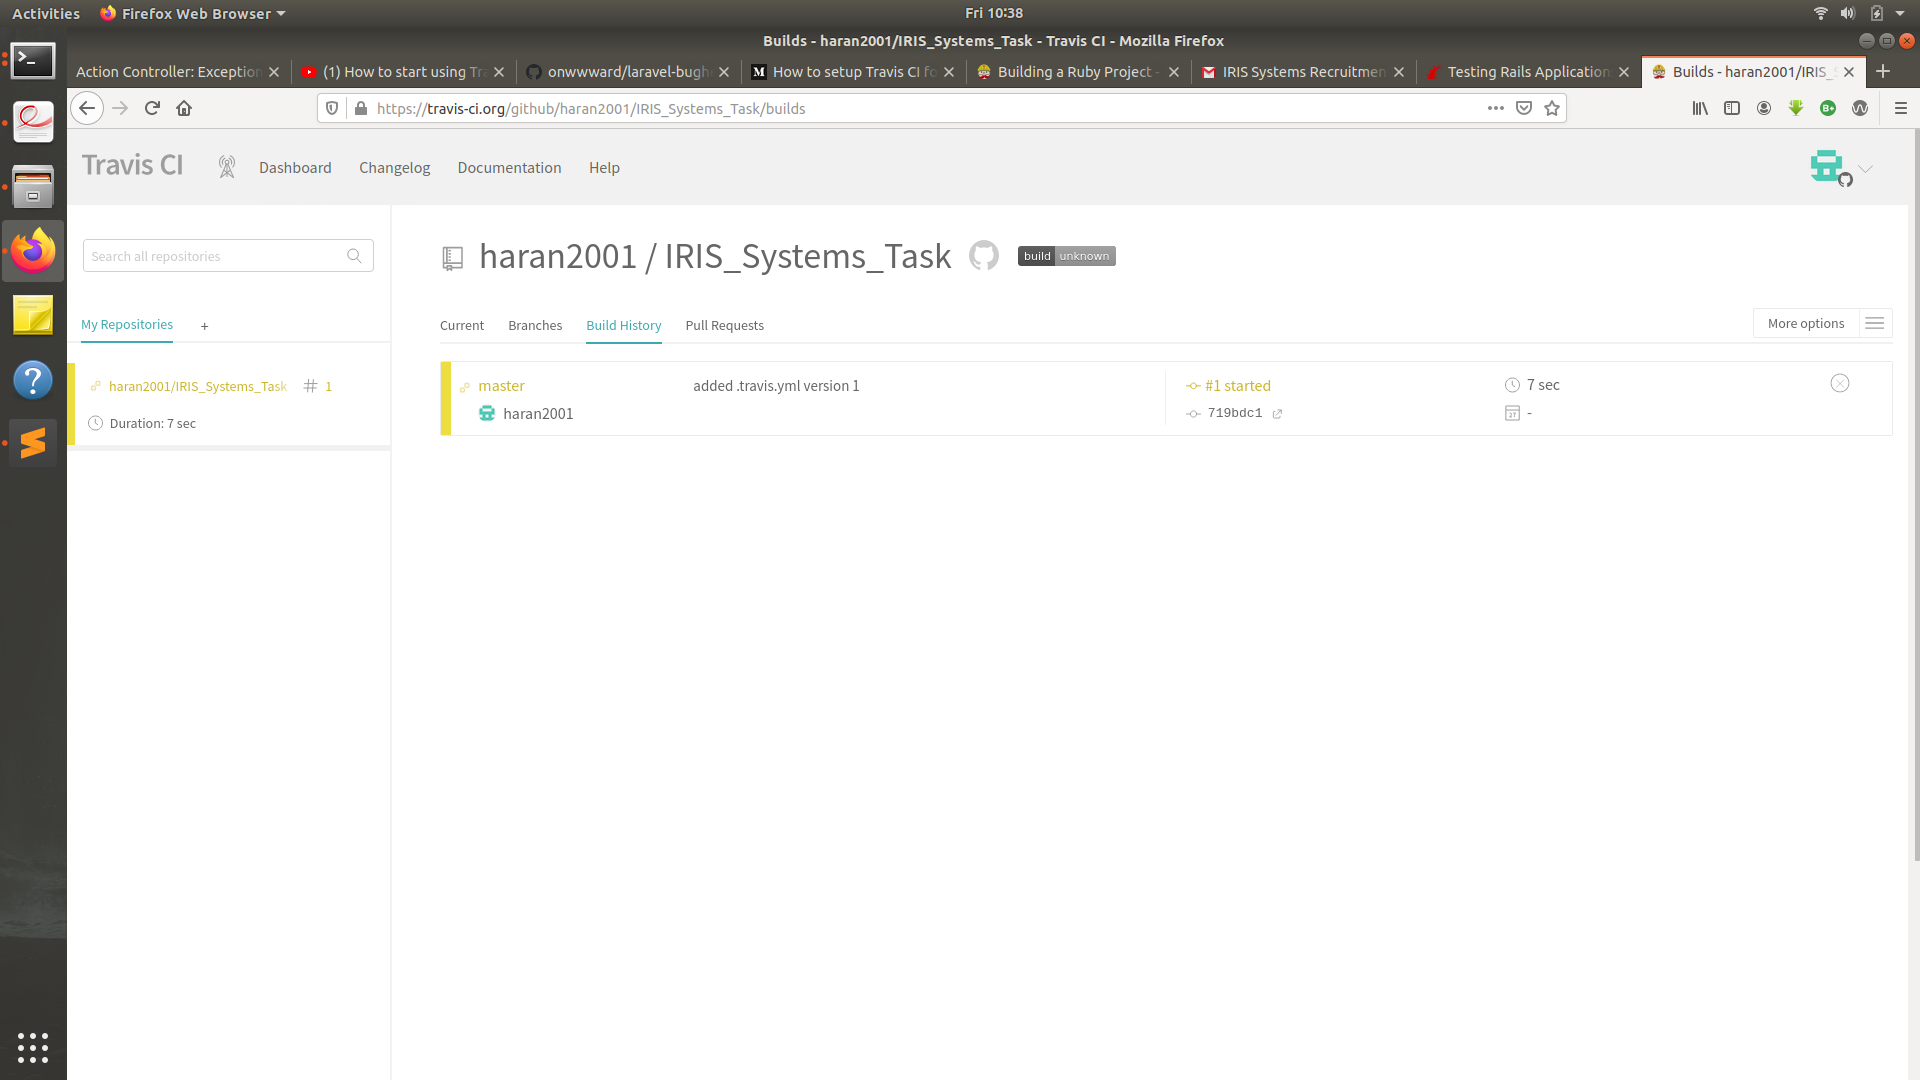 Activities
Firefox Web Browser
Fri 10:38
Builds - haran2001/IRIS_Systems_Task - Travis CI - Mozilla Firefox
Action Controller: Exception
(1) How to start using Tra
onwwward/laravel-bugh
How to setup Travis CI fo
Building a Ruby Project -
IRIS Systems Recruitmen
Testing Rails Application
Builds - haran2001/IRIS_S
https://travis-ci.org/github/haran2001/IRIS_Systems_Task/builds
Travis CI
Dashboard
Changelog
Documentation
Help
Search all repositories
My Repositories
+
haran2001/IRIS_Systems_Task
# 1
Duration: 7 sec
haran2001 / IRIS_Systems_Task
build unknown
Current
Branches
Build History
Pull Requests
More options
master
added .travis.yml version 1
#1 started
7 sec
haran2001
719bdc1
-